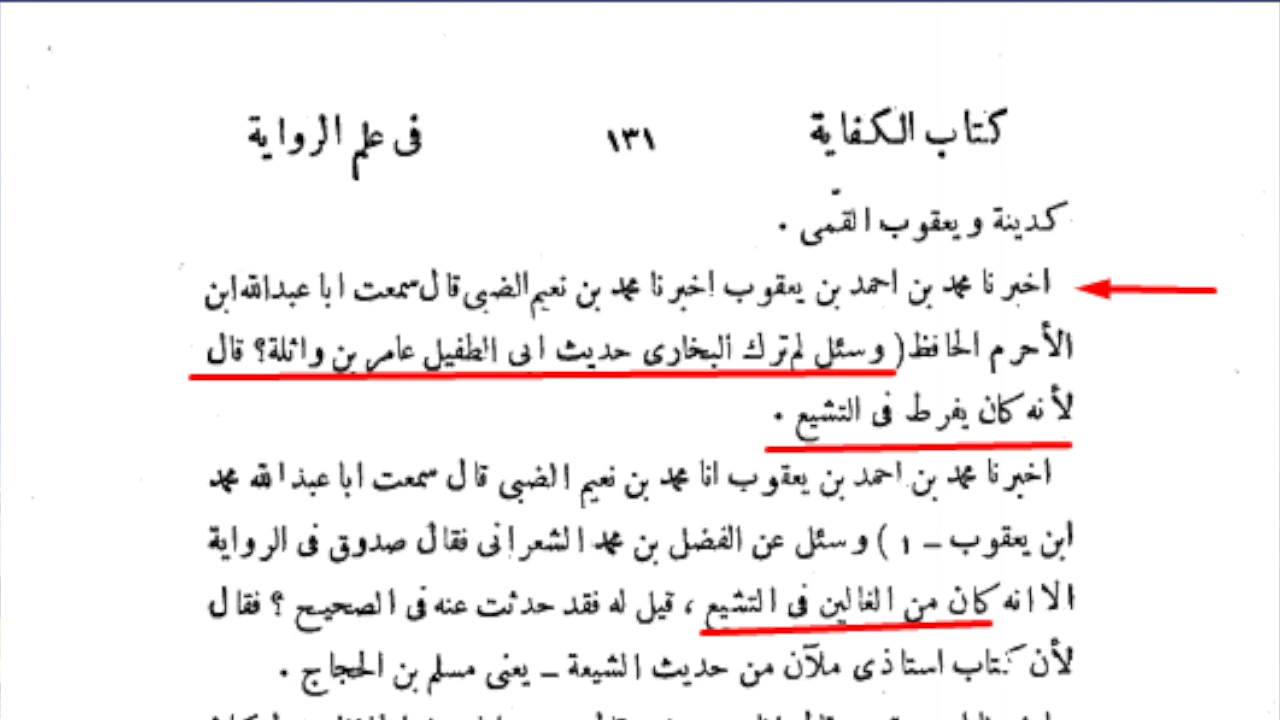 كتاب الكفاية ١٣١ فى علم الرواية
كدينة ويعقوب القمى .
اخبرنا محمد بن احمد بن يعقوب اخبرنا محمد بن نعيم الضبى قال سمعت ابا عبدالله ابن
الأحرم الحافظ ( وسئل لم ترك البخارى حديث ابى الطفيل عامر بن واثلة؟ قال
لأنه كان يفرط فى التشيع .
اخبرنا محمد بن احمد بن يعقوب انا محمد بن نعيم الضبى قال سمعت ابا عبدالله محمد
ابن يعقوب ــ ١ ) وسئل عن الفضل بن محمد الشعرانى فقال صدوق فى الرواية
الا انه كان من الغالين فى التشيع ، قيل له فقد حدثت عنه فى الصحيح ؟ فقال
لأن كتاب استاذى ملآن من حديث الشيعة ــ يعنى مسلم بن الحجاج .